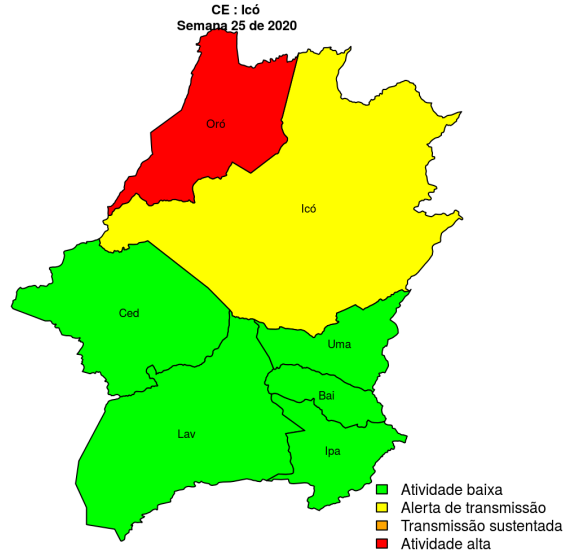 CE : Icó
Semana 25 de 2020
Oró
Icó
Ced
Uma
Bai
Lav
Ipa
Atividade baixa
Alerta de transmissão
Transmissão sustentada
Atividade alta